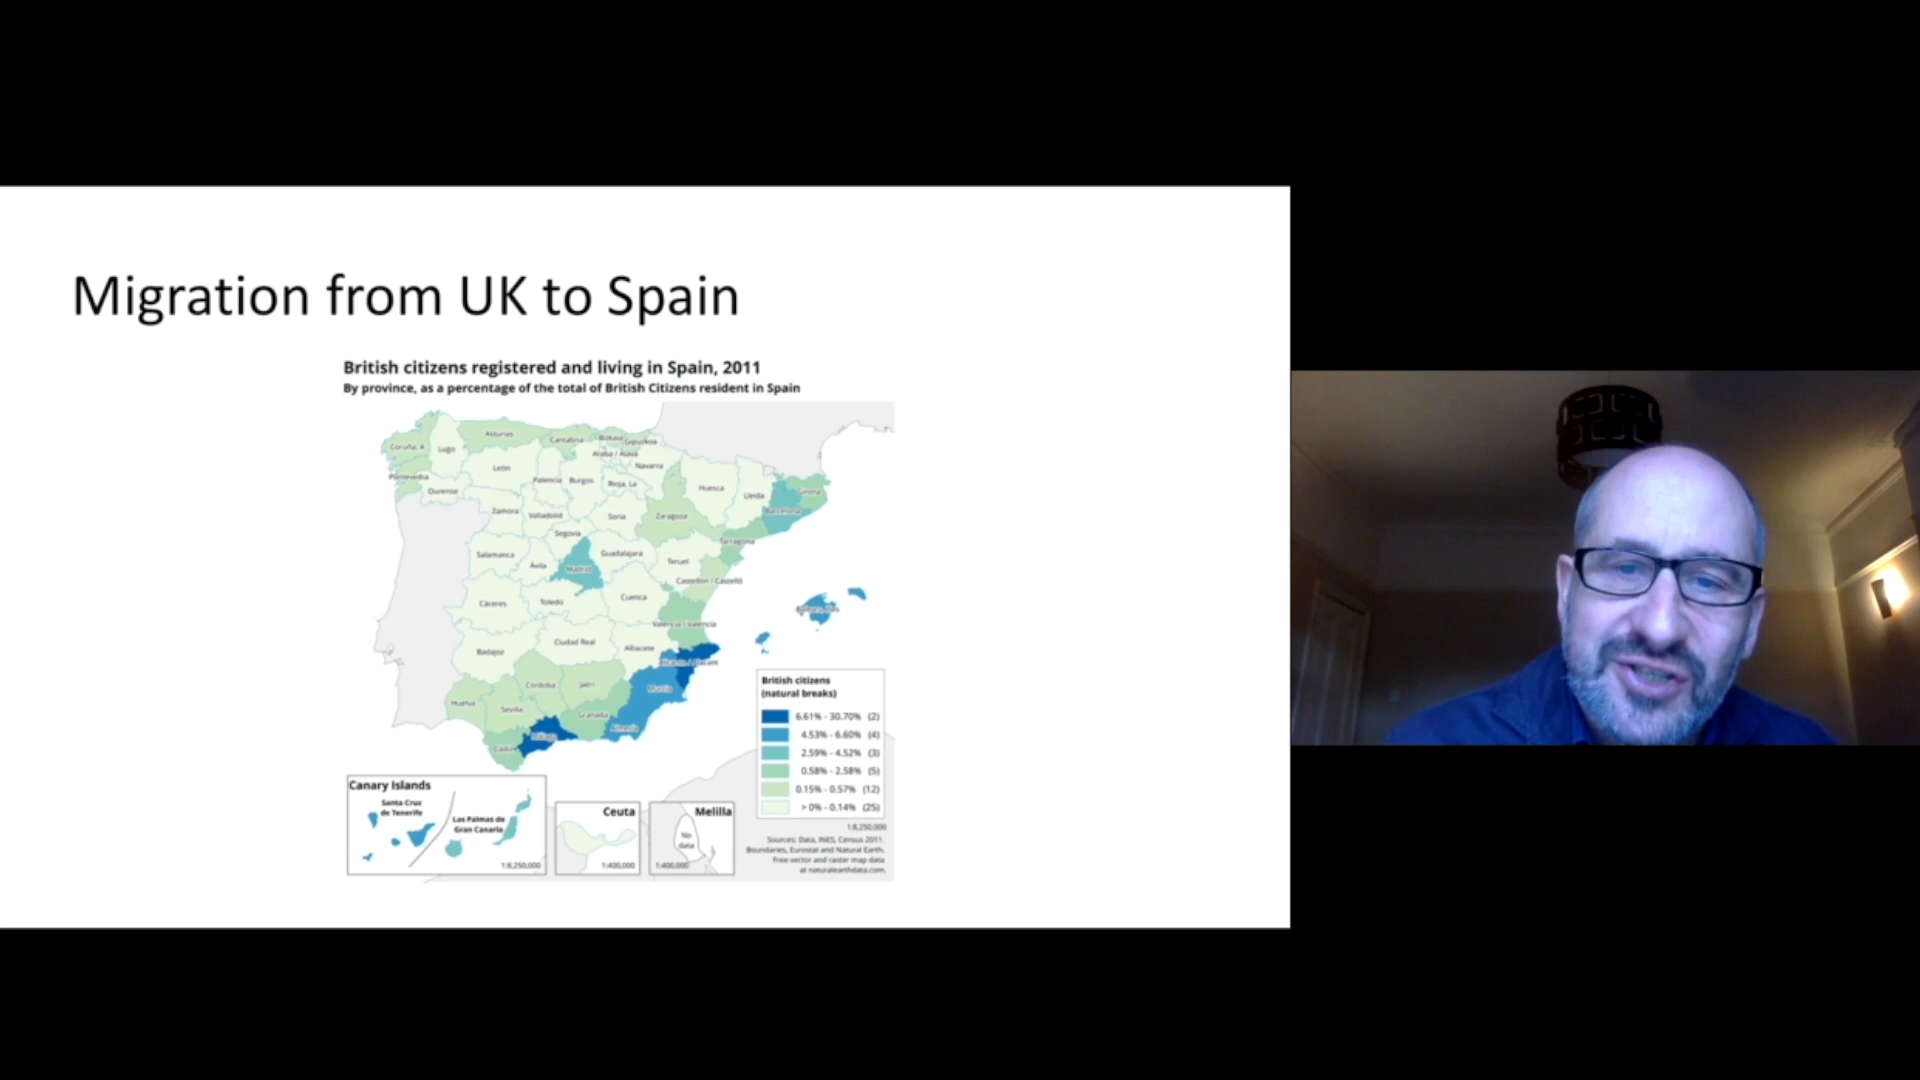 Migration from UK to Spain
British citizens registered and living in Spain, 2011
By province, as a percentage of the total of British Citizens resident in Spain
Coruña, A
Lugo
Asturias
Cantabria
Bizkaia
Gipuzkoa
Araba / Álava
Navarra
Pontevedra
Ourense
León
Palencia
Burgos
Rioja, La
Huesca
Lleida
Girona
Barcelona
Zamora
Valladolid
Soria
Zaragoza
Segovia
Tarragona
Salamanca
Ávila
Madrid
Guadalajara
Teruel
Castellón / Castelló
Cáceres
Toledo
Cuenca
Valencia / València
Balears, Illes
Badajoz
Ciudad Real
Albacete
Alicante / Alacant
Murcia
Huelva
Sevilla
Córdoba
Jaén
Granada
Almería
Cádiz
Málaga
British citizens
(natural breaks)
6.61% - 30.70% (2)
4.53% - 6.60% (4)
2.59% - 4.52% (3)
0.58% - 2.58% (5)
0.15% - 0.57% (12)
> 0% - 0.14% (25)
1:8,250,000
Sources: Data, INES, Census 2011.
Boundaries, Eurostat and Natural Earth.
Free vector and raster map data
at naturalearthdata.com.
Canary Islands
Santa Cruz
de Tenerife
Las Palmas de
Gran Canaria
1:8,250,000
Ceuta
1:400,000
Melilla
No
data
1:400,000